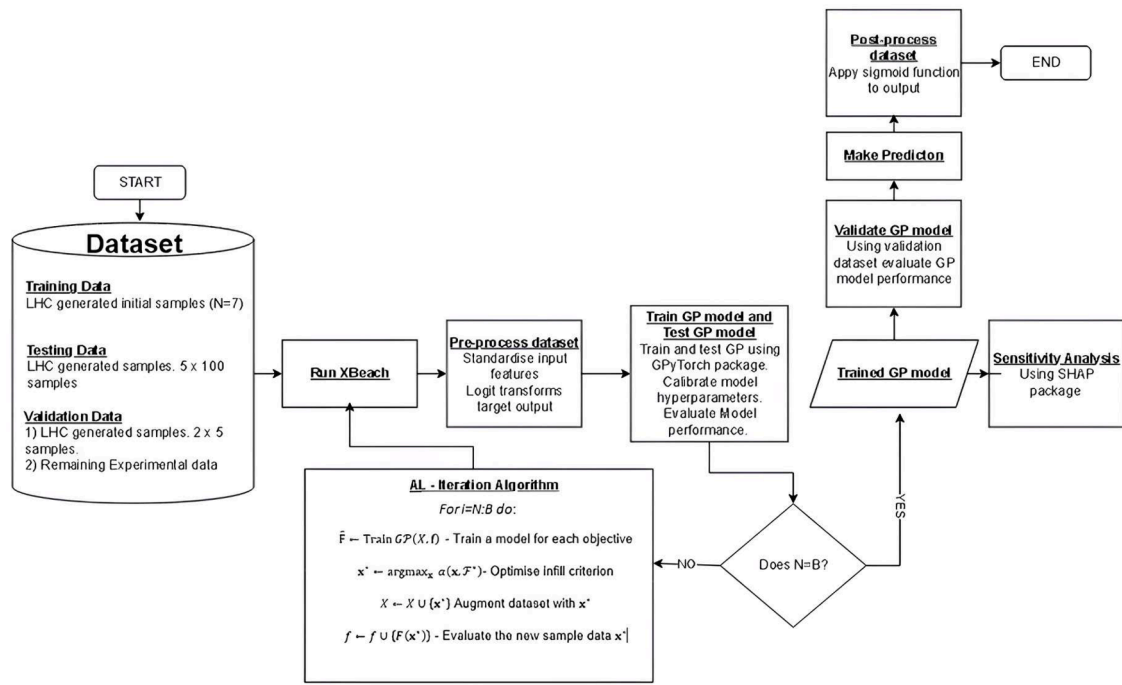 START
Dataset
Training Data
LHC generated initial samples (N=7)
Testing Data
LHC generated samples. 5 x 100
samples
Validation Data
1) LHC generated samples. 2 x 5
samples.
2) Remaining Experimental data
Run XBeach
Pre-process dataset
Standardise input
features
Logit transforms
target output
Train GP model and
Test GP model
Train and test GP using
GPyTorch package.
Calibrate model
hyperparameters.
Evaluate Model
performance.
Does N=B?
NO
AL - Iteration Algorithm
For i=N:B do:
F̂ ← Train GP(X,f) - Train a model for each objective
x* ← argmaxₓ α(x,F*)- Optimise infill criterion
X ← X ∪ {x*} Augment dataset with x*
f ← f ∪ {F(x*)} - Evaluate the new sample data x*
YES
Trained GP model
Sensitivity Analysis
Using SHAP
package
Validate GP model
Using validation
dataset evaluate GP
model performance
Make Predicton
Post-process
dataset
Appy sigmoid function
to output
END